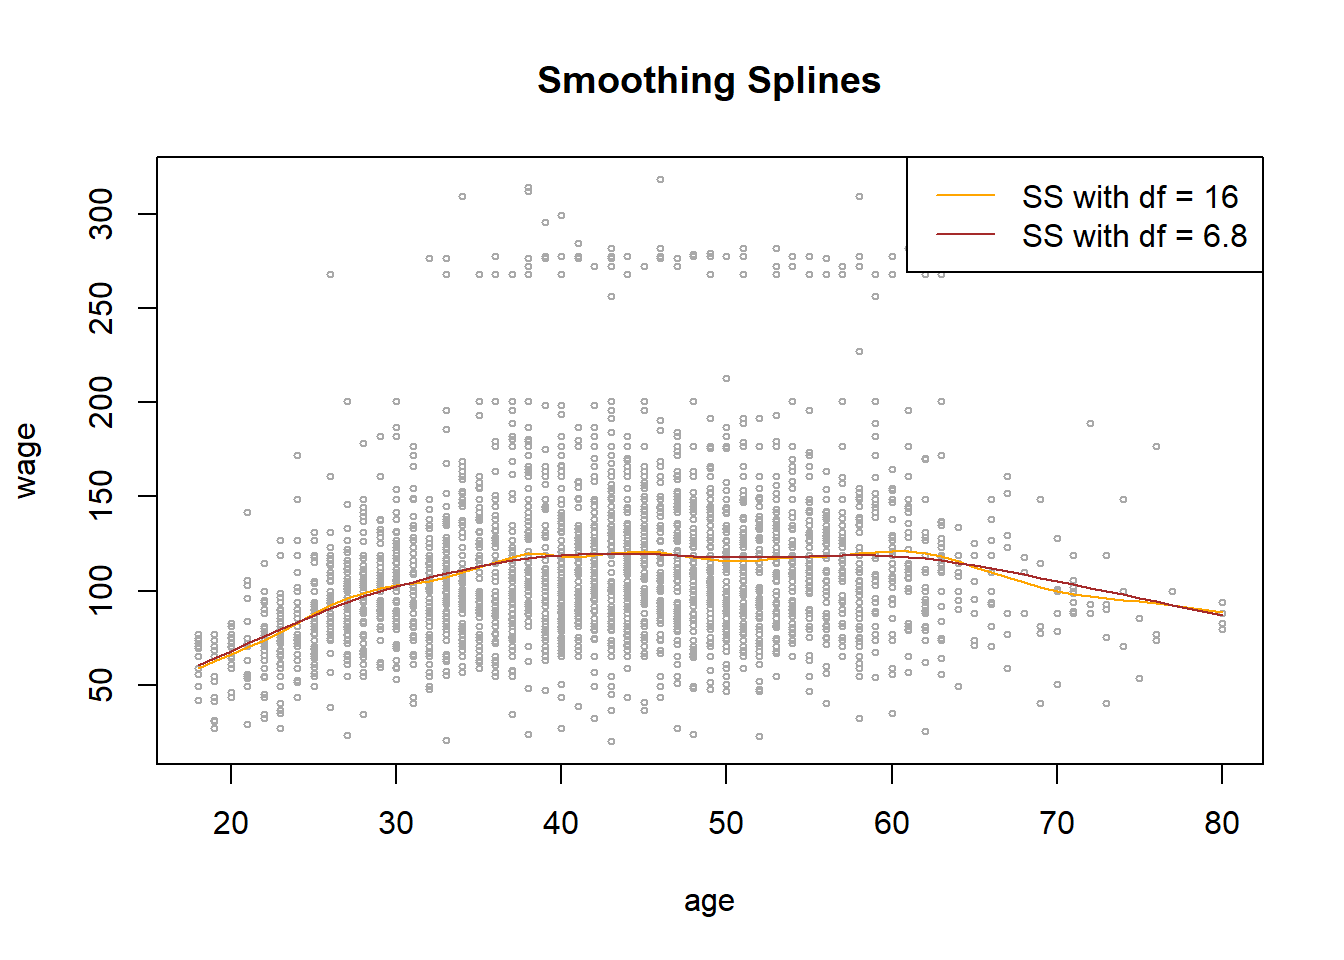 Smoothing Splines
SS with df = 16
SS with df = 6.8
wage
300
250
200
150
100
50
20 30 40 50 60 70 80
age